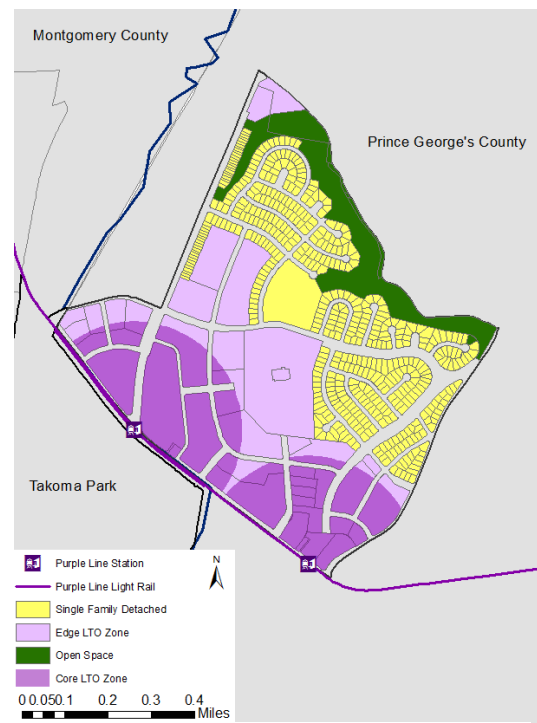 Montgomery County
Prince George's County
Takoma Park
Purple Line Station
N
Purple Line Light Rail
Single Family Detached
Edge LTO Zone
Open Space
Core LTO Zone
0 0.050.1 0.2 0.3 0.4
Miles